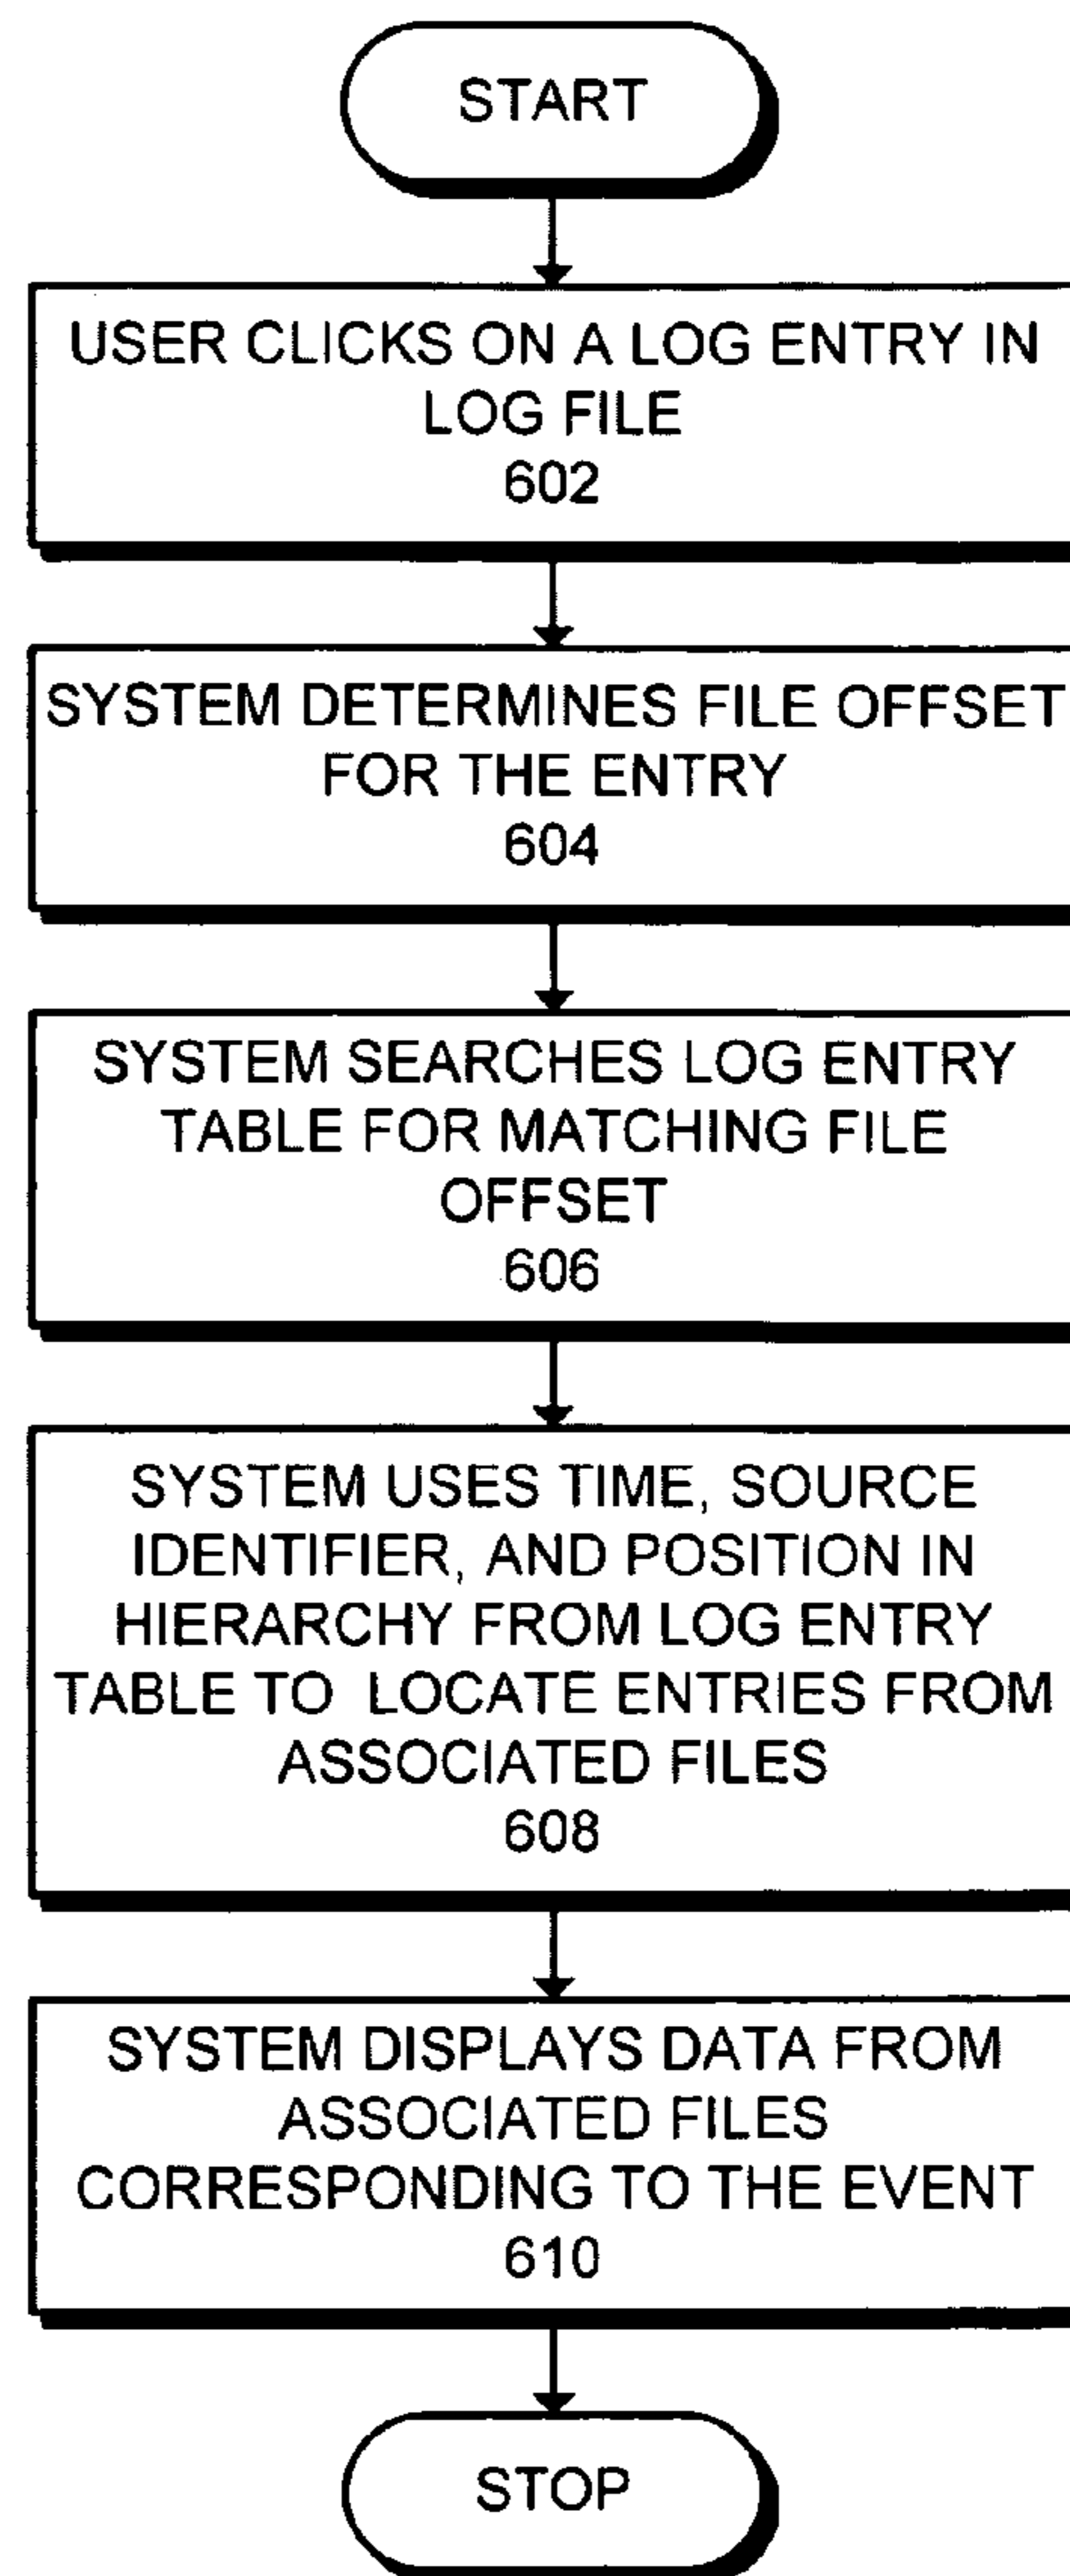 START
USER CLICKS ON A LOG ENTRY IN
LOG FILE
602
SYSTEM DETERMINES FILE OFFSET
FOR THE ENTRY
604
SYSTEM SEARCHES LOG ENTRY
TABLE FOR MATCHING FILE
OFFSET
606
SYSTEM USES TIME, SOURCE
IDENTIFIER, AND POSITION IN
HIERARCHY FROM LOG ENTRY
TABLE TO LOCATE ENTRIES FROM
ASSOCIATED FILES
608
SYSTEM DISPLAYS DATA FROM
ASSOCIATED FILES
CORRESPONDING TO THE EVENT
610
STOP